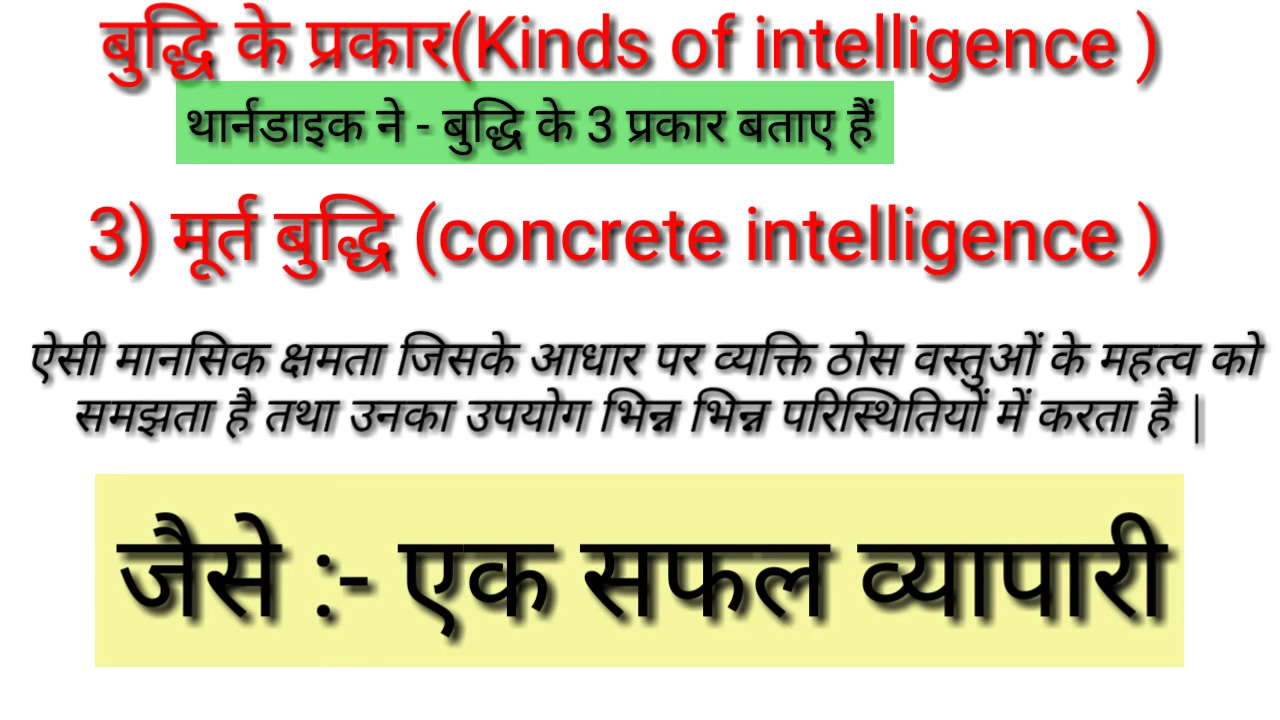 बुद्धि के प्रकार(Kinds of intelligence )
थार्नडाइक ने - बुद्धि के 3 प्रकार बताए हैं
3) मूर्त बुद्धि (concrete intelligence )
ऐसी मानसिक क्षमता जिसके आधार पर व्यक्ति ठोस वस्तुओं के महत्व को
समझता है तथा उनका उपयोग भिन्न भिन्न परिस्थितियों में करता है |
जैसे :- एक सफल व्यापारी